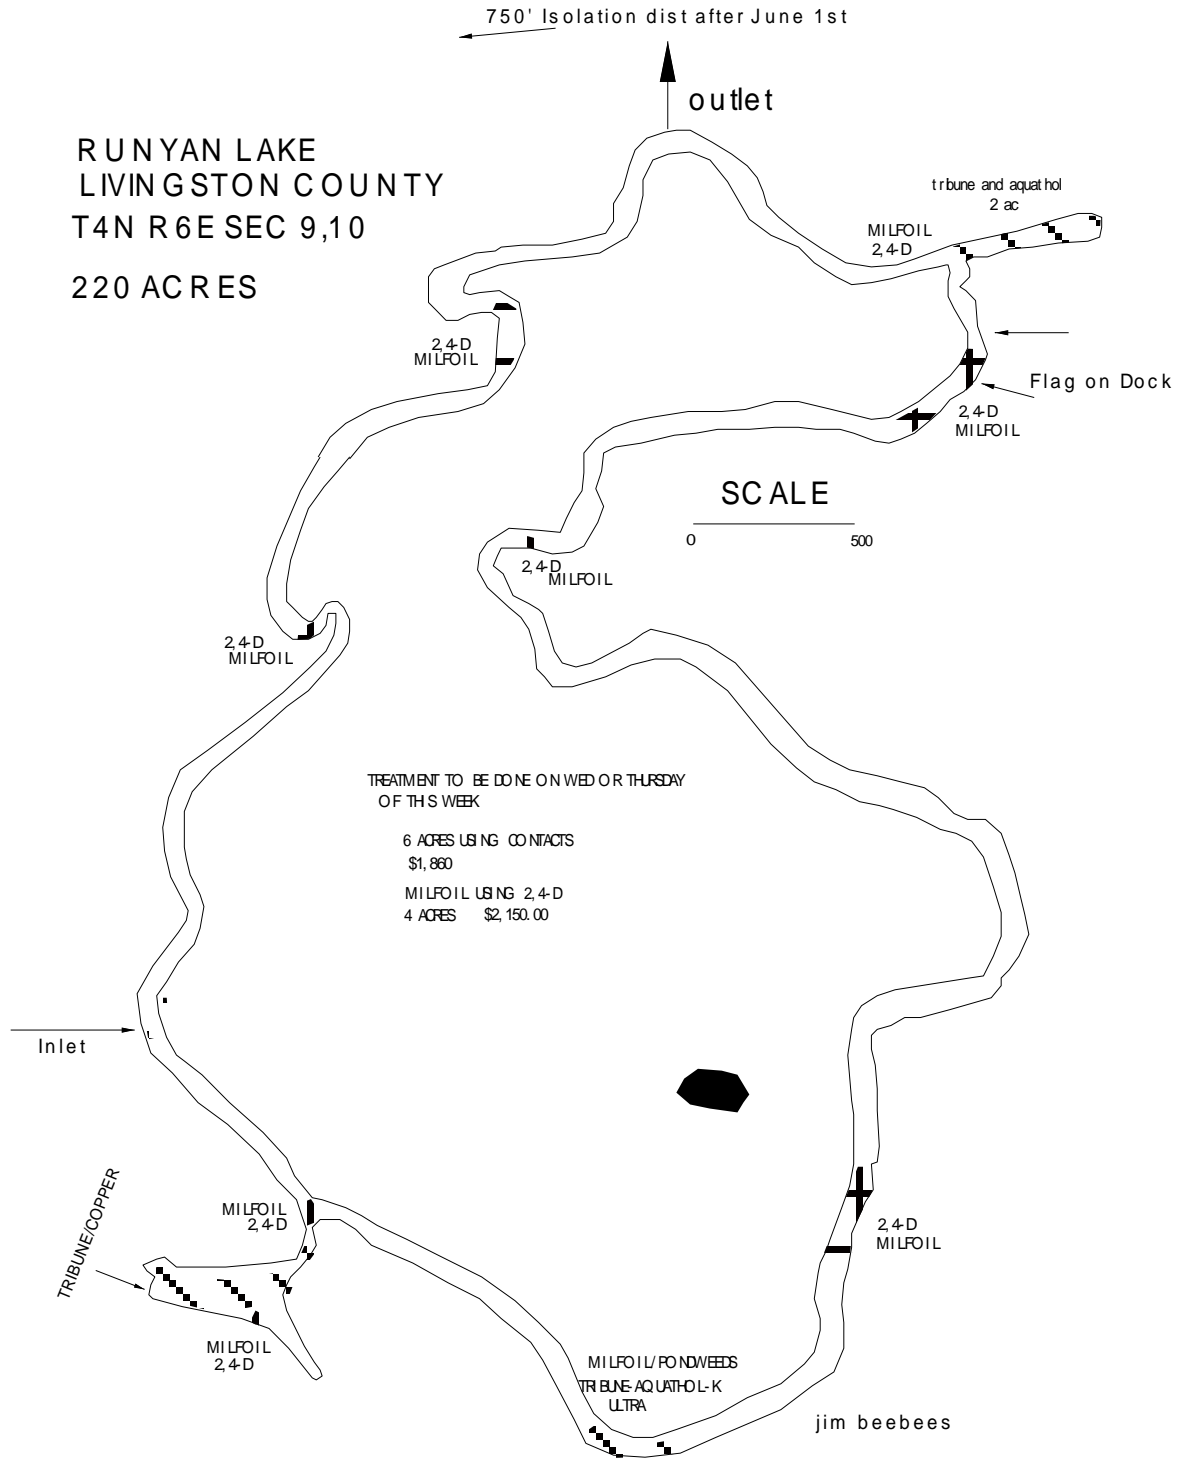 750' Isolation dist after June 1st
outlet
RUNYAN LAKE
LIVINGSTON COUNTY
T4N R6E SEC 9,10
220 ACRES
trbune and aquathol
2 ac
MILFOIL
2,4-D
2,4-D
MILFOIL
Flag on Dock
2,4-D
MILFOIL
SCALE
0 500
2,4-D
MILFOIL
2,4-D
MILFOIL
TREATMENT TO BE DONE ON WED OR THURSDAY
OF THIS WEEK
6 ACRES USING CONTACTS
$1,860
MILFOIL USING 2,4-D
4 ACRES $2,150.00
Inlet
TRIBUNE/COPPER
MILFOIL
2,4-D
2,4-D
MILFOIL
MILFOIL
2,4-D
MILFOIL/PONDWEEDS
TRIBUNE-AQUATHOL-K
ULTRA
jim beebees